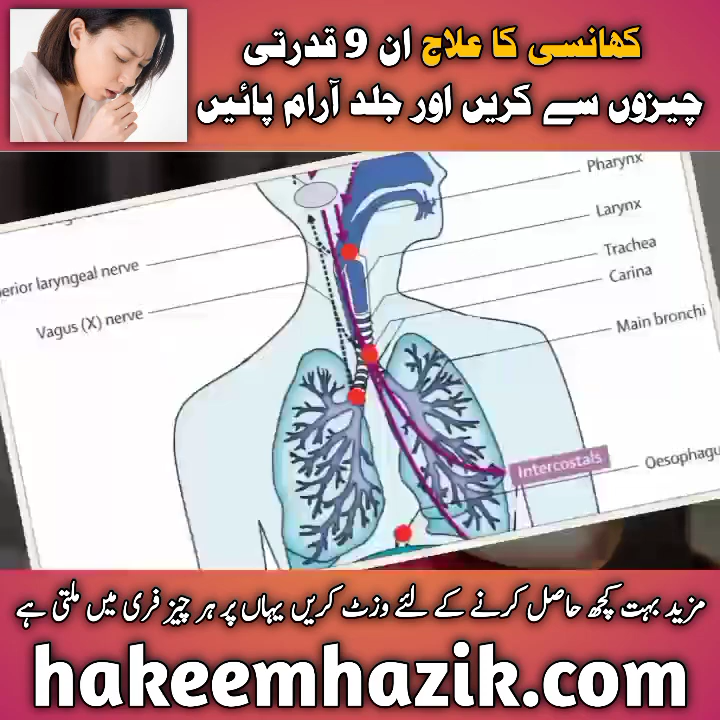 کھانسی کا علاج ان 9 قدرتی
چیزوں سے کریں اور جلد آرام پائیں
Pharynx
Larynx
Trachea
Carina
erior laryngeal nerve
Vagus (X) nerve
Main bronchi
Intercostals
Oesophagu
مزید بہت کچھ حاصل کرنے کے لئے وزٹ کریں یہاں پر ہر چیز فری میں ملتی ہے
hakeemhazik.com